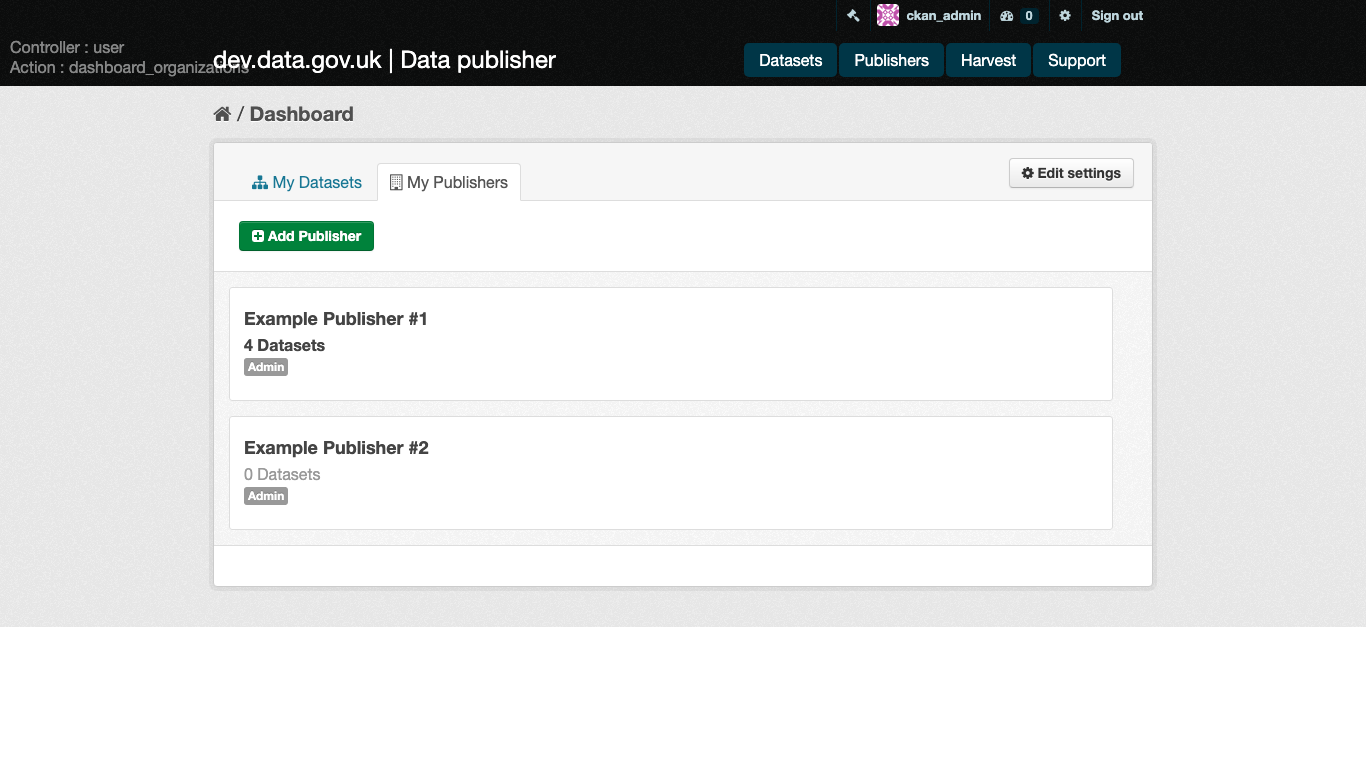 ckan_admin 0 Sign out
Controller : user
Action : dashboard_organizations
dev.data.gov.uk | Data publisher
Datasets Publishers Harvest Support
/ Dashboard
My Datasets My Publishers Edit settings
Add Publisher
Example Publisher #1
4 Datasets
Admin
Example Publisher #2
0 Datasets
Admin